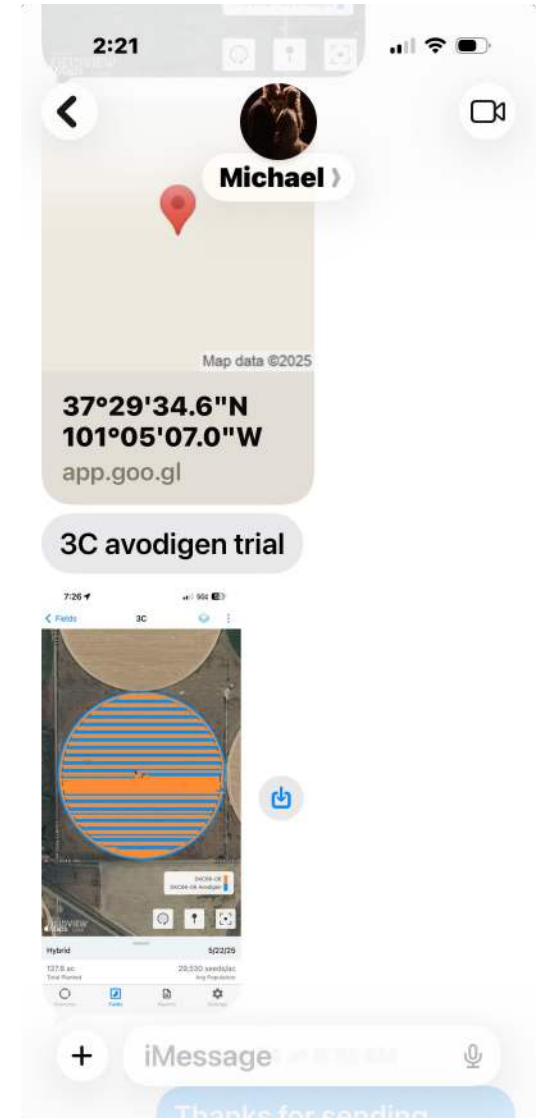 2:21
Michael
Map data ©2025
37°29'34.6"N
101°05'07.0"W
app.goo.gl
3C avodigen trial
7:26
Fields
3C
Hybrid
5/22/25
137.8 ac
29,530 seeds/ac
Total Planted
Avg Population
Fields
iMessage
Thanks for sending